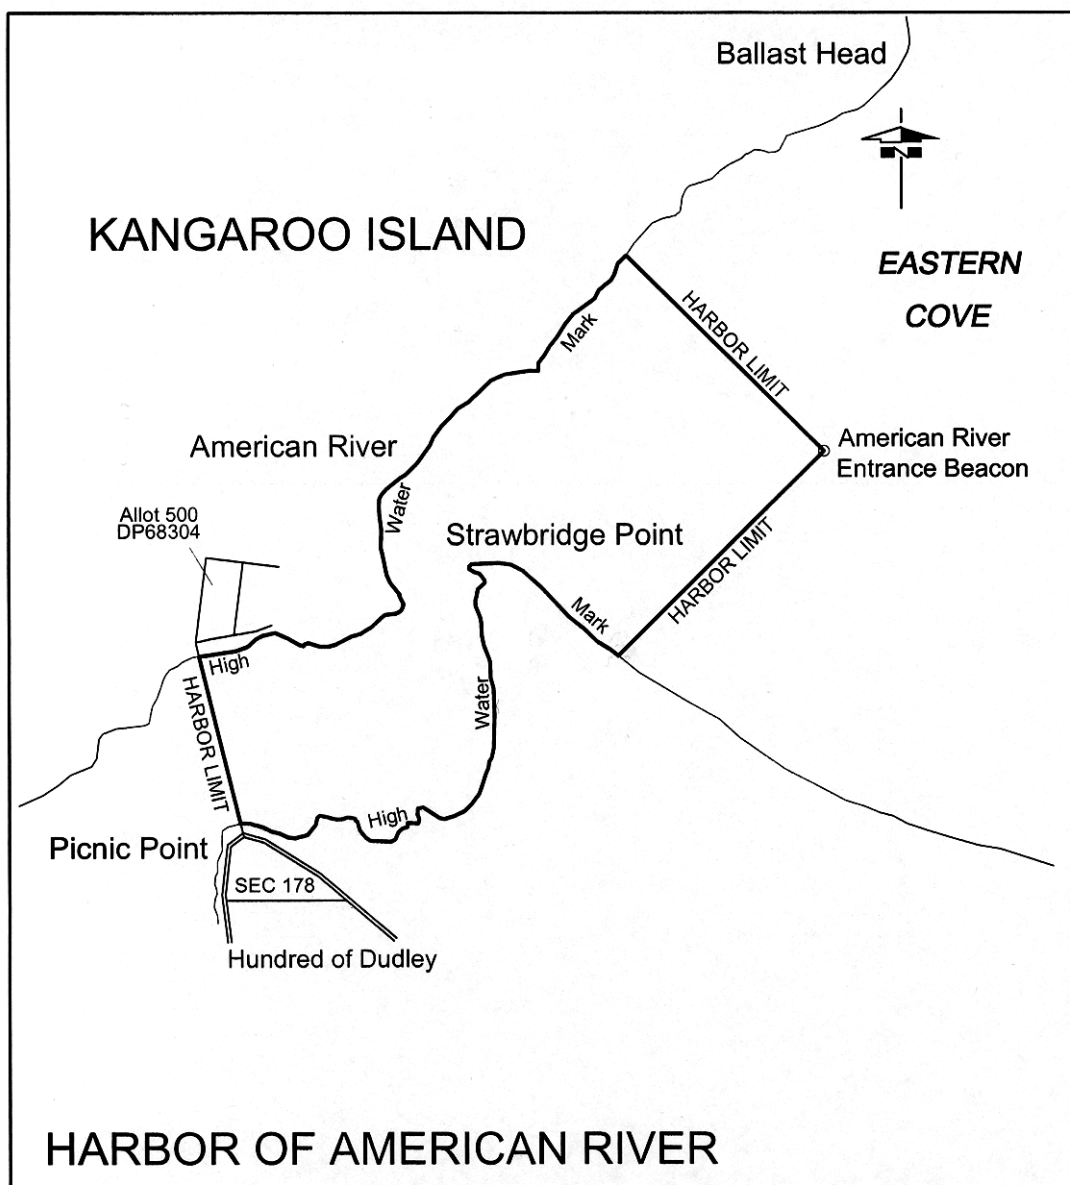 Ballast Head
N
KANGAROO ISLAND
EASTERN
COVE
HARBOR LIMIT
Mark
American River
American River
Entrance Beacon
Water
Allot 500
DP68304
Strawbridge Point
HARBOR LIMIT
Mark
High
HARBOR LIMIT
Water
High
Picnic Point
SEC 178
Hundred of Dudley
HARBOR OF AMERICAN RIVER